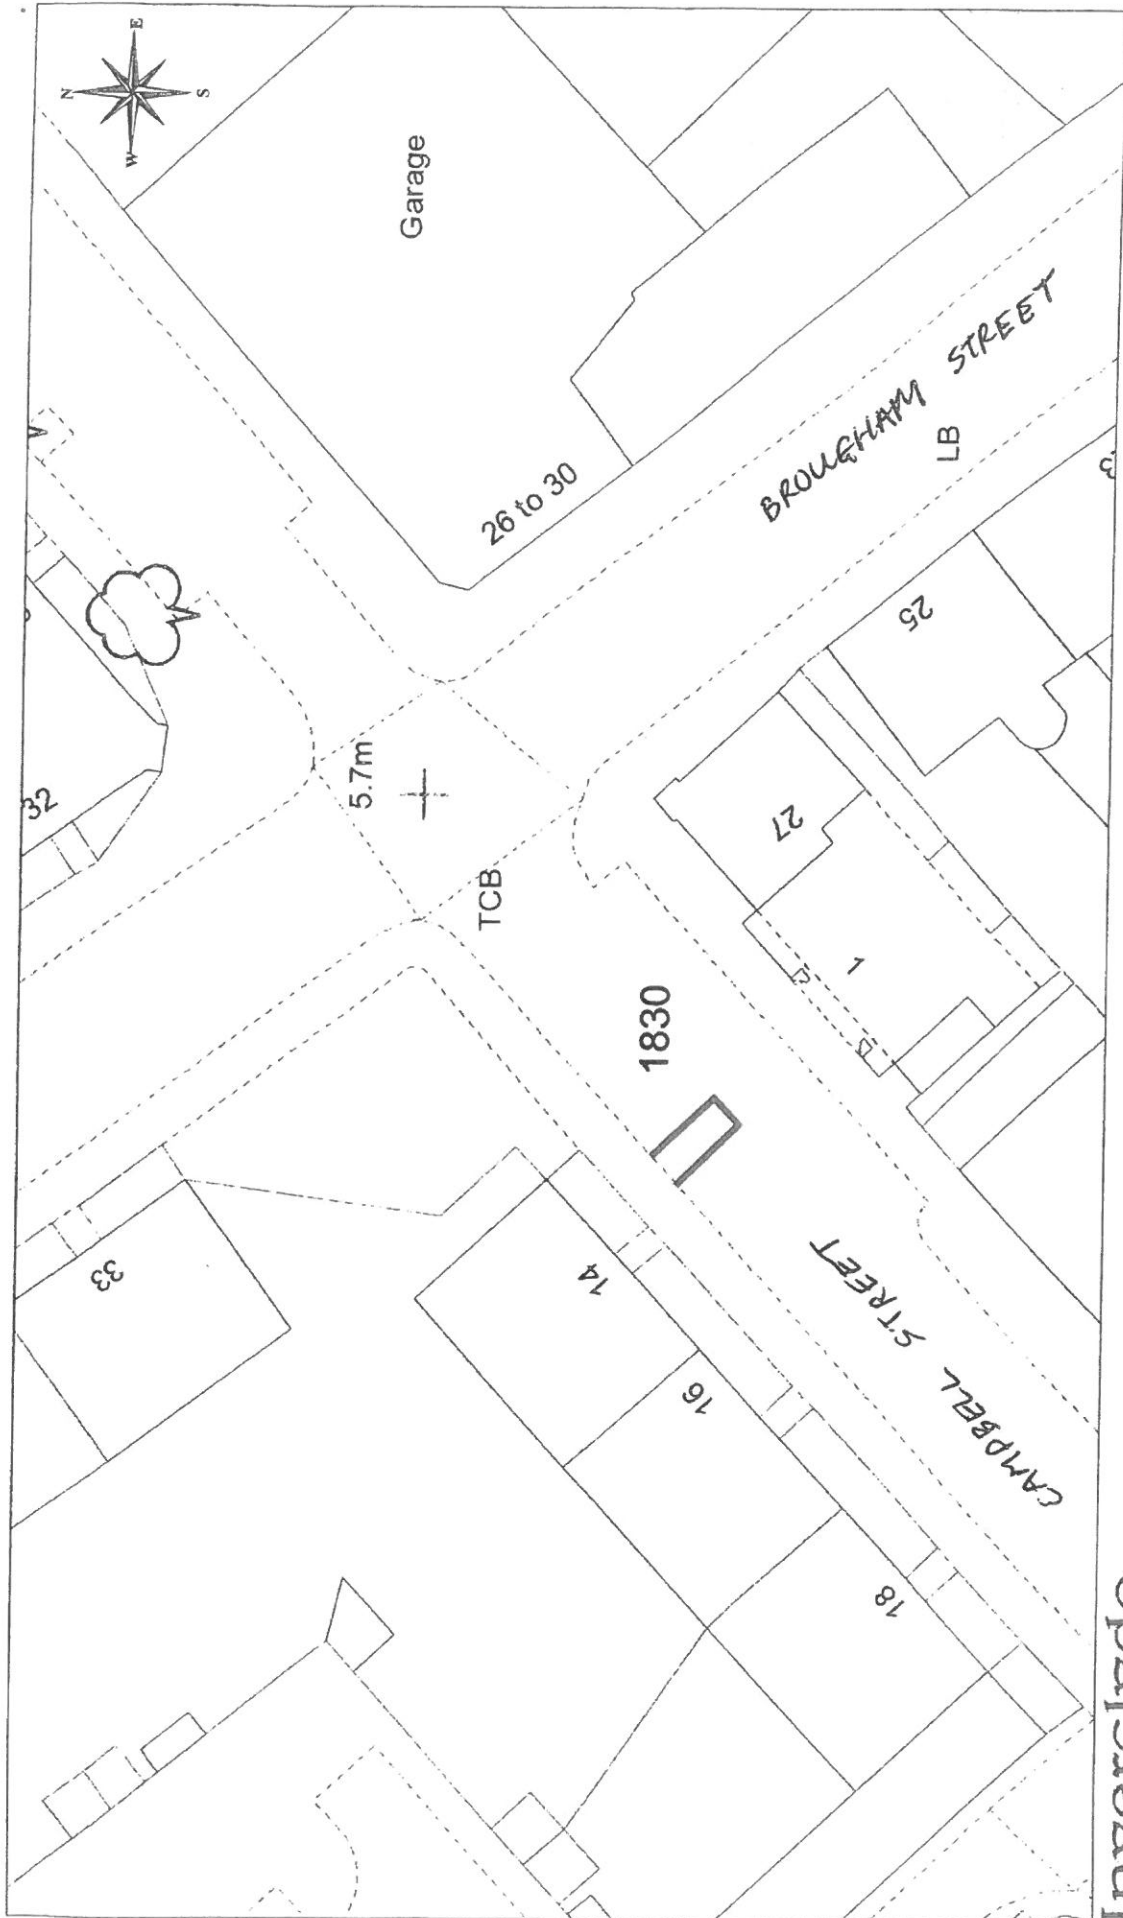 N
E
S
W
Garage
26 to 30
BROUGHAM STREET
LB
25
32
5.7m
TCB
27
1
1830
33
14
16
CAMPBELL STREET
18